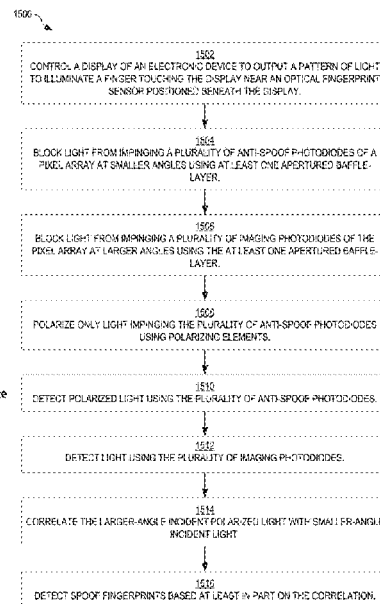 1500
1502
CONTROL A DISPLAY OF AN ELECTRONIC DEVICE TO OUTPUT A PATTERN OF LIGHT
TO ILLUMINATE A FINGER TOUCHING THE DISPLAY NEAR AN OPTICAL FINGERPRINT
SENSOR POSITIONED BENEATH THE DISPLAY.
1504
BLOCK LIGHT FROM IMPINGING A PLURALITY OF ANTI-SPOOF PHOTODIODES OF A
PIXEL ARRAY AT SMALLER ANGLES USING AT LEAST ONE APERTURED BAFFLE-
LAYER.
1506
BLOCK LIGHT FROM IMPINGING A PLURALITY OF IMAGING PHOTODIODES OF THE
PIXEL ARRAY AT LARGER ANGLES USING THE AT LEAST ONE APERTURED BAFFLE-
LAYER.
1508
POLARIZE ONLY LIGHT IMPINGING THE PLURALITY OF ANTI-SPOOF PHOTODIODES
USING POLARIZING ELEMENTS.
1510
DETECT POLARIZED LIGHT USING THE PLURALITY OF ANTI-SPOOF PHOTODIODES.
1512
DETECT LIGHT USING THE PLURALITY OF IMAGING PHOTODIODES.
1514
CORRELATE THE LARGER-ANGLE INCIDENT POLARIZED LIGHT WITH SMALLER-ANGLE
INCIDENT LIGHT
1516
DETECT SPOOF FINGERPRINTS BASED AT LEAST IN PART ON THE CORRELATION.